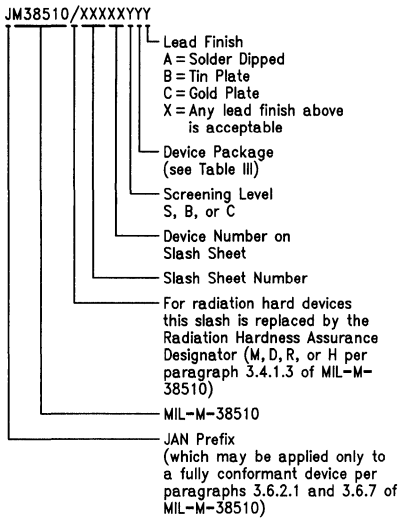 JM38510/XXXXXYYY
Lead Finish
A = Solder Dipped
B = Tin Plate
C = Gold Plate
X = Any lead finish above
is acceptable
Device Package
(see Table III)
Screening Level
S, B, or C
Device Number on
Slash Sheet
Slash Sheet Number
For radiation hard devices
this slash is replaced by the
Radiation Hardness Assurance
Designator (M, D, R, or H per
paragraph 3.4.1.3 of MIL-M-
38510)
MIL-M-38510
JAN Prefix
(which may be applied only to
a fully conformant device per
paragraphs 3.6.2.1 and 3.6.7 of
MIL-M-38510)